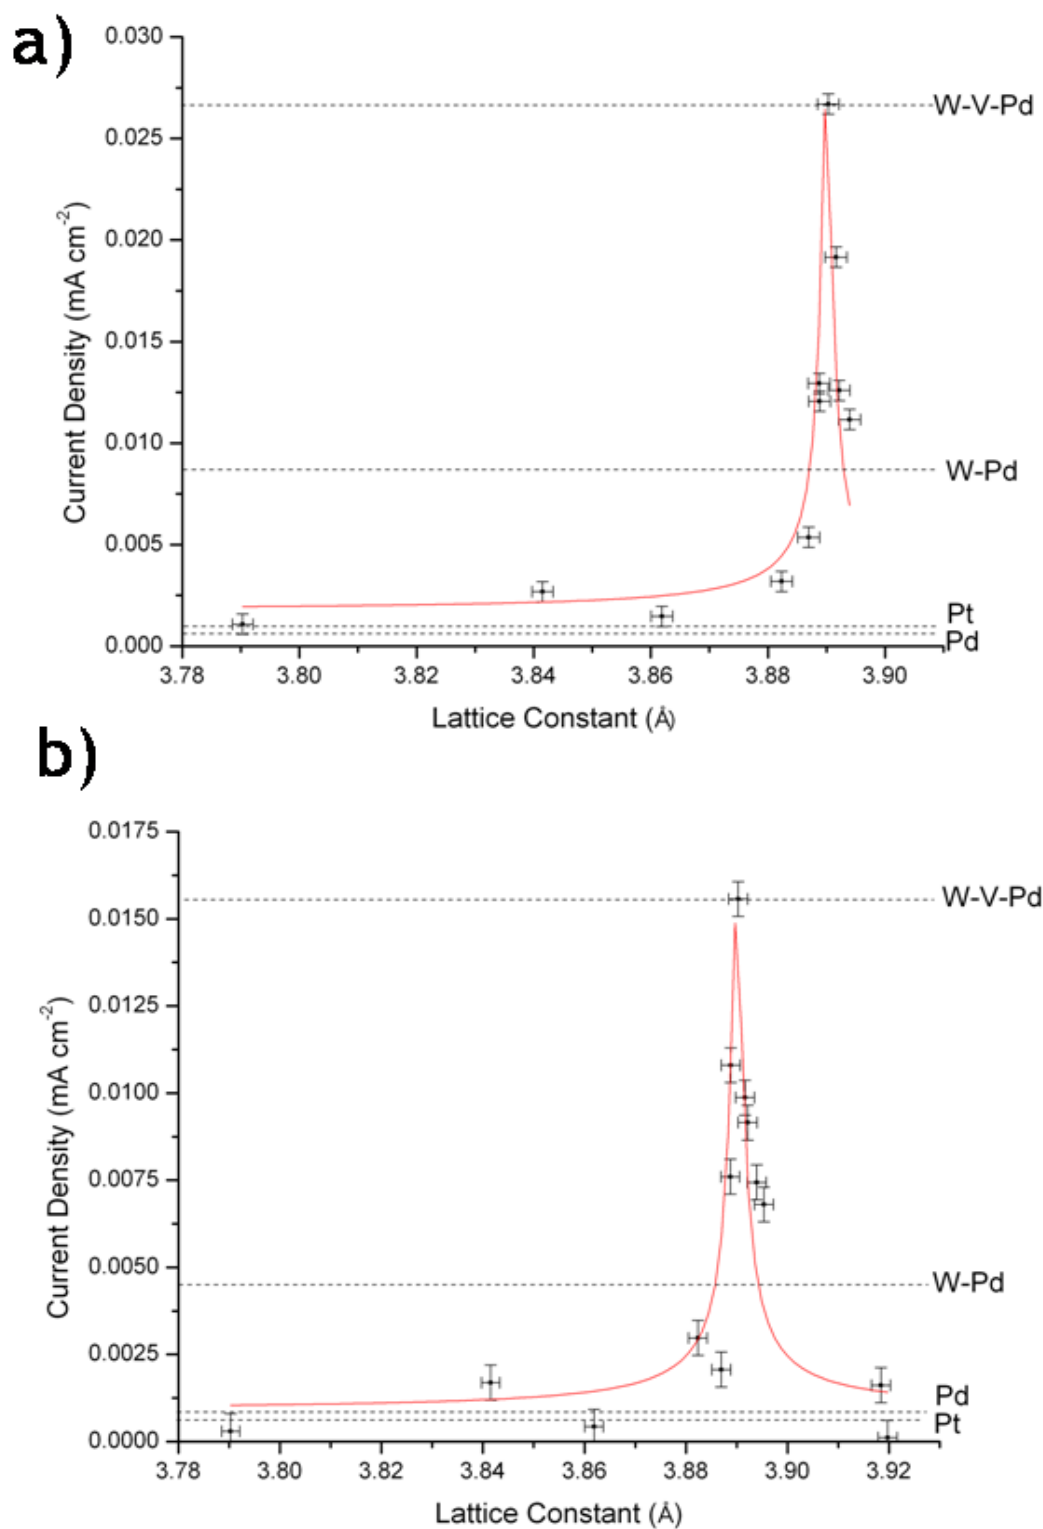 a)
0.030
W-V-Pd
0.025
0.020
0.015
0.010
W-Pd
0.005
Pt
0.000
Pd
3.78 3.80 3.82 3.84 3.86 3.88 3.90
Current Density (mA cm⁻²)
Lattice Constant (Å)
b)
0.0175
W-V-Pd
0.0150
0.0125
0.0100
0.0075
0.0050
W-Pd
0.0025
Pd
Pt
0.0000
3.78 3.80 3.82 3.84 3.86 3.88 3.90 3.92
Current Density (mA cm⁻²)
Lattice Constant (Å)